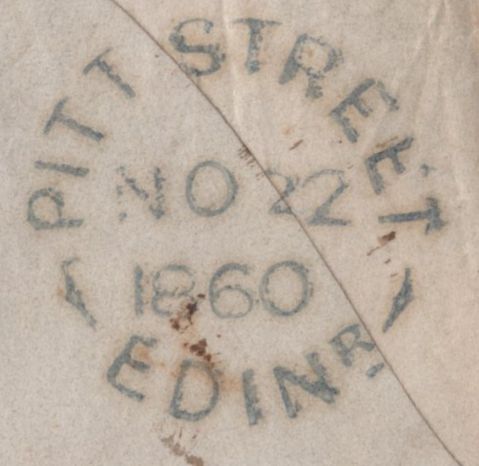 PITT STREET
NO 22
1860
EDINR.